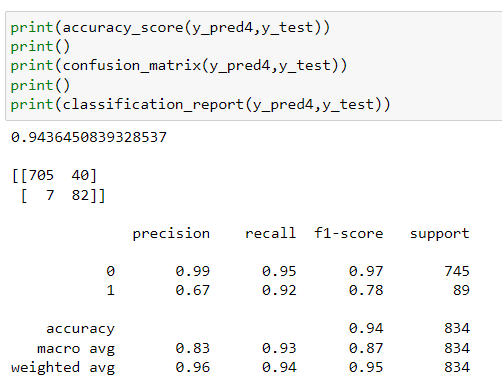 print(accuracy_score(y_pred4,y_test))
print()
print(confusion_matrix(y_pred4,y_test))
print()
print(classification_report(y_pred4,y_test))
0.9436450839328537
[[705 40]
[ 7 82]]
precision recall f1-score support
0 0.99 0.95 0.97 745
1 0.67 0.92 0.78 89
accuracy 0.94 834
macro avg 0.83 0.93 0.87 834
weighted avg 0.96 0.94 0.95 834